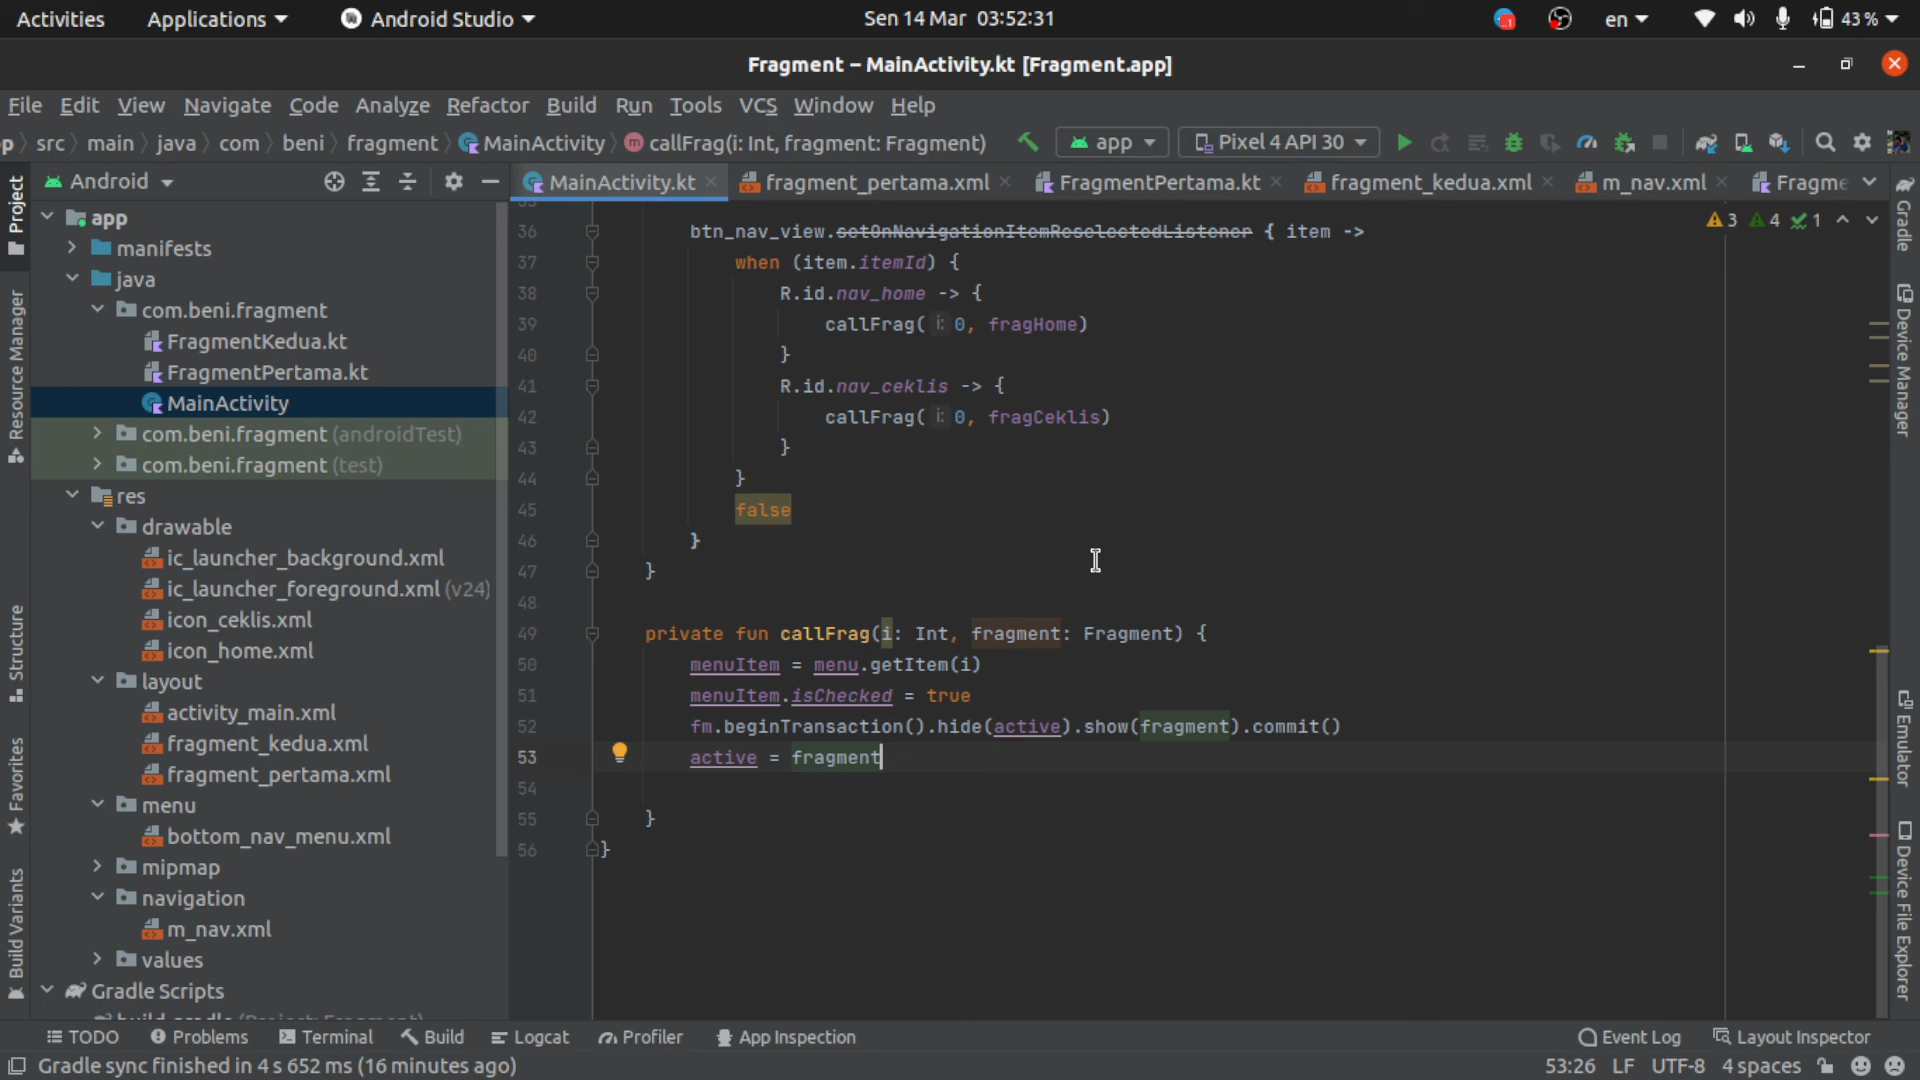 Activities Applications Android Studio Sen 14 Mar 03:52:31 en 43 %
Fragment – MainActivity.kt [Fragment.app]
File Edit View Navigate Code Analyze Refactor Build Run Tools VCS Window Help
p src main java com beni fragment MainActivity callFrag(i: Int, fragment: Fragment) app Pixel 4 API 30
Project Android MainActivity.kt fragment_pertama.xml FragmentPertama.kt fragment_kedua.xml m_nav.xml Fragme Gradle
app
manifests
java
com.beni.fragment
FragmentKedua.kt
FragmentPertama.kt
MainActivity
com.beni.fragment (androidTest)
com.beni.fragment (test)
res
drawable
ic_launcher_background.xml
ic_launcher_foreground.xml (v24)
icon_ceklis.xml
icon_home.xml
layout
activity_main.xml
fragment_kedua.xml
fragment_pertama.xml
menu
bottom_nav_menu.xml
mipmap
navigation
m_nav.xml
values
Gradle Scripts
Resource Manager
Structure
Favorites
Build Variants
3 4 1
36 btn_nav_view.setOnNavigationItemReselectedListener { item ->
37 when (item.itemId) {
38 R.id.nav_home -> {
39 callFrag( i: 0, fragHome)
40 }
41 R.id.nav_ceklis -> {
42 callFrag( i: 0, fragCeklis)
43 }
44 }
45 false
46 }
47 }
48
49 private fun callFrag(i: Int, fragment: Fragment) {
50 menuItem = menu.getItem(i)
51 menuItem.isChecked = true
52 fm.beginTransaction().hide(active).show(fragment).commit()
53 active = fragment
54
55 }
56 }
Device Manager
Emulator
Device File Explorer
TODO Problems Terminal Build Logcat Profiler App Inspection Event Log Layout Inspector
Gradle sync finished in 4 s 652 ms (16 minutes ago) 53:26 LF UTF-8 4 spaces